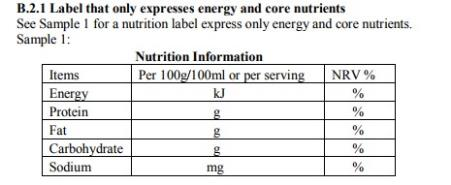 B.2.1 Label that only expresses energy and core nutrients
See Sample 1 for a nutrition label express only energy and core nutrients.
Sample 1:
Nutrition Information
Items Per 100g/100ml or per serving NRV %
Energy kJ %
Protein g %
Fat g %
Carbohydrate g %
Sodium mg %